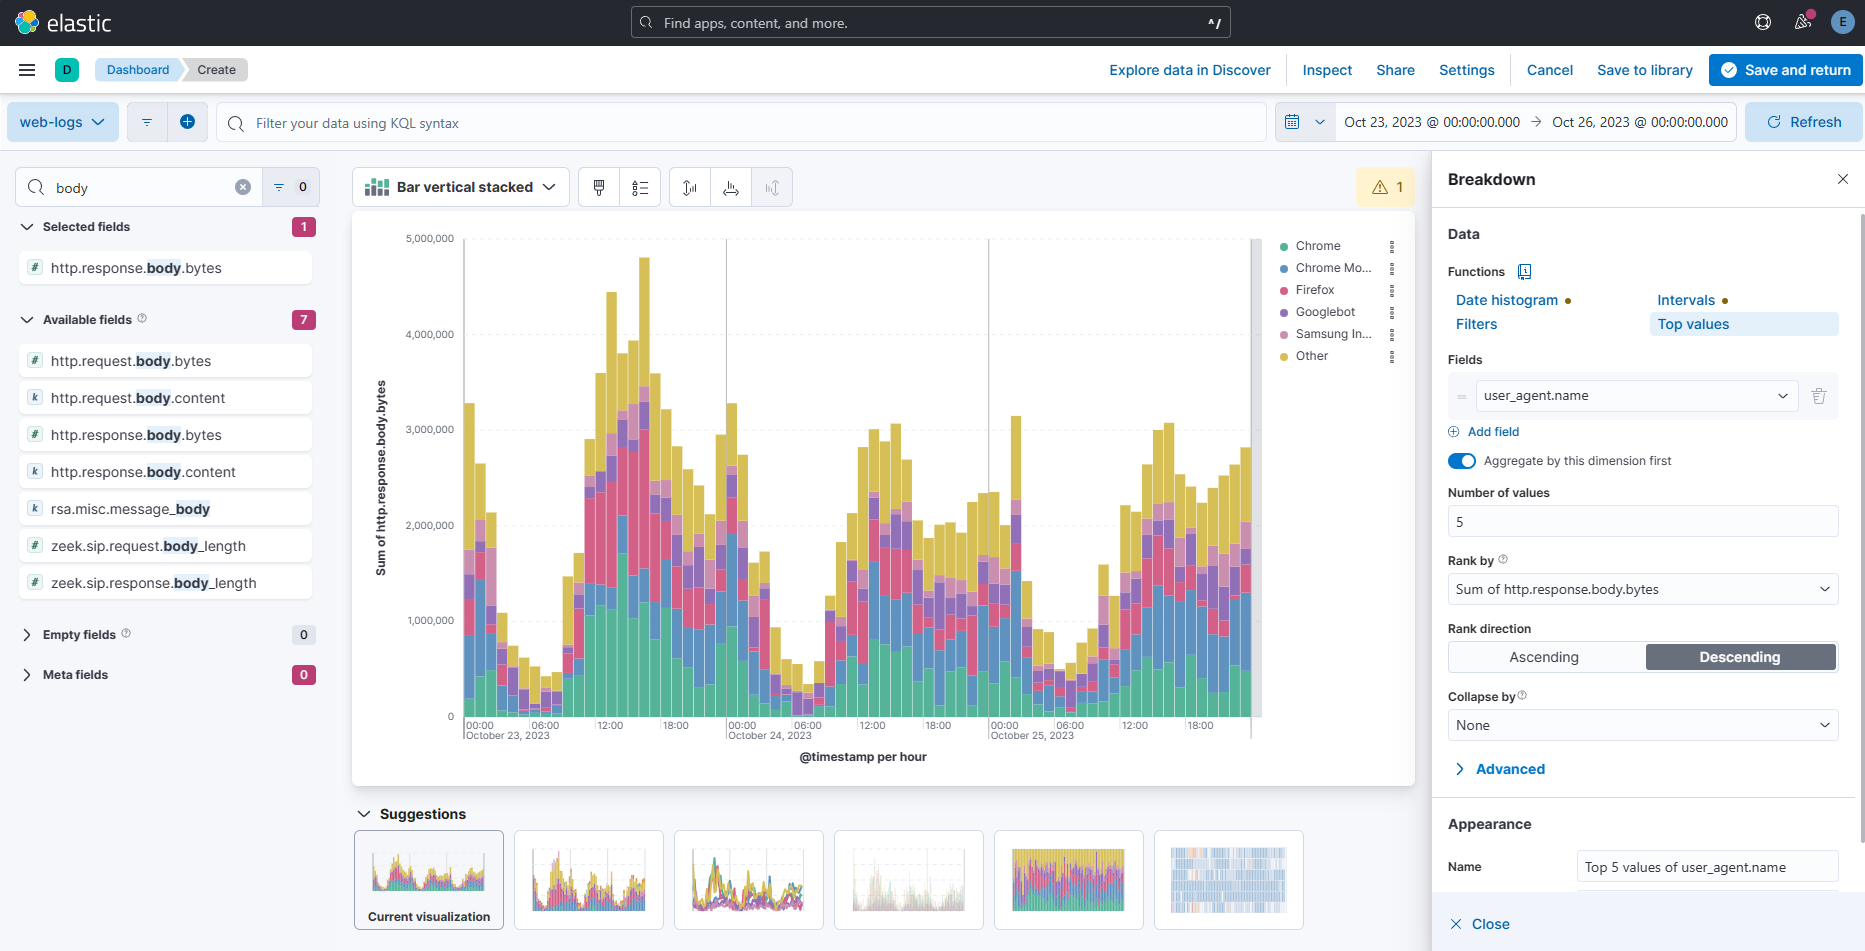 elastic
Find apps, content, and more.
^/
E
D
Dashboard
Create
Explore data in Discover
Inspect
Share
Settings
Cancel
Save to library
Save and return
web-logs
Filter your data using KQL syntax
Oct 23, 2023 @ 00:00:00.000 → Oct 26, 2023 @ 00:00:00.000
Refresh
body
0
Selected fields
1
# http.response.body.bytes
Available fields
7
# http.request.body.bytes
k http.request.body.content
# http.response.body.bytes
k http.response.body.content
k rsa.misc.message_body
# zeek.sip.request.body_length
# zeek.sip.response.body_length
Empty fields
0
Meta fields
0
Bar vertical stacked
1
Sum of http.response.body.bytes
5,000,000
4,000,000
3,000,000
2,000,000
1,000,000
0
00:00 06:00 12:00 18:00 00:00 06:00 12:00 18:00 00:00 06:00 12:00 18:00
October 23, 2023 October 24, 2023 October 25, 2023
@timestamp per hour
Chrome
Chrome Mo...
Firefox
Googlebot
Samsung In...
Other
Suggestions
Current visualization
Breakdown
Data
Functions
Date histogram
Intervals
Filters
Top values
Fields
user_agent.name
Add field
Aggregate by this dimension first
Number of values
5
Rank by
Sum of http.response.body.bytes
Rank direction
Ascending
Descending
Collapse by
None
Advanced
Appearance
Name
Top 5 values of user_agent.name
Close